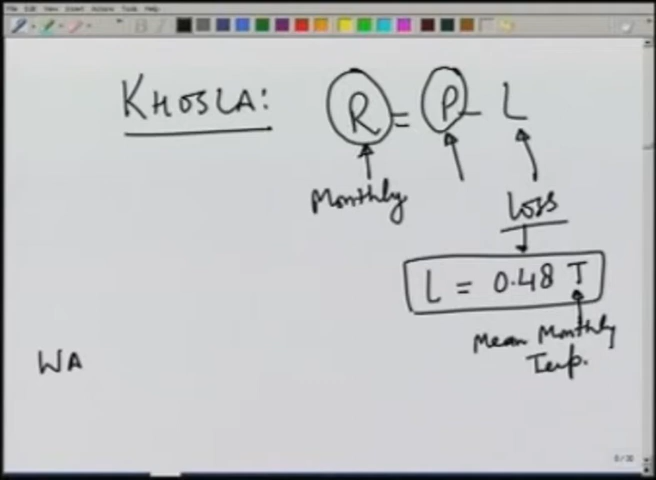 KHOSLA: R = P - L
Monthly
Loss
L = 0.48 T
Mean Monthly
Temp.
WA